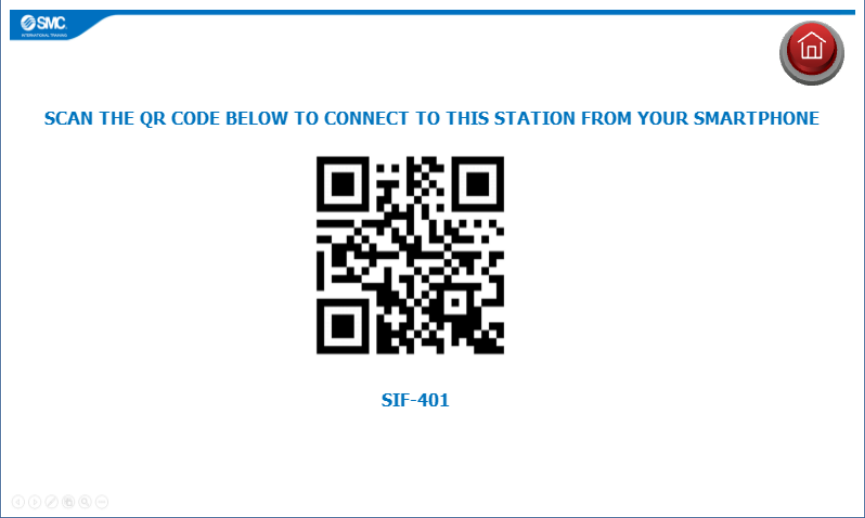 SMC
INTERNATIONAL TRAINING
SCAN THE QR CODE BELOW TO CONNECT TO THIS STATION FROM YOUR SMARTPHONE
SIF-401